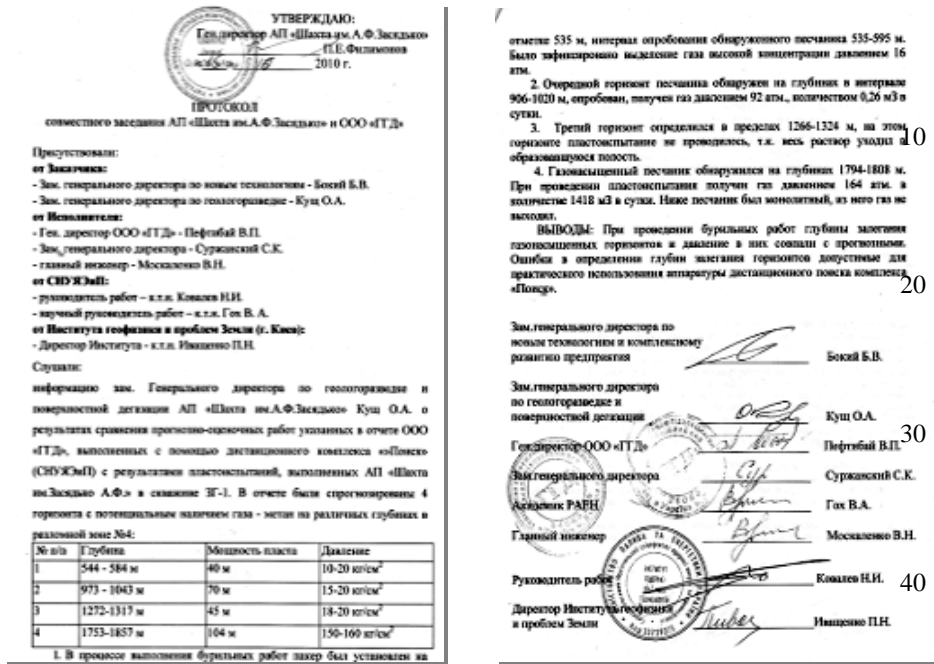 УТВЕРЖДАЮ:
Ген.директор АП «Шахта им.А.Ф.Засядько»
П.Е.Филимонов
2010 г.
ПРОТОКОЛ
совместного заседания АП «Шахта им.А.Ф.Засядько» и ООО «ГГД»
Присутствовали:
от Заказчика:
- Зам. генерального директора по новым технологиям - Бокий Б.В.
- Зам. генерального директора по геологоразведке - Кущ О.А.
от Исполнителя:
- Ген. директор ООО «ГГД» - Пефтибай В.П.
- Зам. генерального директора - Суржанский С.К.
- главный инженер - Москаленко В.Н.
от СНУЯЭиП:
- руководитель работ – к.т.н. Ковалев Н.И.
- научный руководитель работ – к.т.н. Гох В. А.
от Института геофизики и проблем Земли (г. Киев):
- Директор Института - к.т.н. Иващенко П.Н.
Слушали:
информацию зам. Генерального директора по геологоразведке и
поверхностной дегазации АП «Шахта им.А.Ф.Засядько» Кущ О.А. о
результатах сравнения прогнозно-оценочных работ указанных в отчете ООО
«ГГД», выполненных с помощью дистанционного комплекса «»Поиск»
(СНУЯЭиП) с результатами пластоиспытаний, выполненных АП «Шахта
им.Засядько А.Ф.» в скважине ЗГ-1. В отчете были спрогнозированы 4
горизонта с потенциальным наличием газа - метан на различных глубинах в
разломной зоне №4:
№ п/п Глубина Мощность пласта Давление
1 544 - 584 м 40 м 10-20 кг/см²
2 973 - 1043 м 70 м 15-20 кг/см²
3 1272-1317 м 45 м 18-20 кг/см²
4 1753-1857 м 104 м 150-160 кг/см²
1. В процессе выполнения бурильных работ пакер был установлен на
отметке 535 м, интервал опробования обнаруженного песчаника 535-595 м.
Было зафиксировано выделение газа высокой концентрации давлением 16
атм.
2. Очередной горизонт песчаника обнаружен на глубинах в интервале
906-1020 м, опробован, получен газ давлением 92 атм., количеством 0,26 м3 в
сутки.
3. Третий горизонт определился в пределах 1266-1324 м, на этом
горизонте пластоиспытание не проводилось, т.к. весь раствор уходил в
образовавшуюся полость.
10
4. Газонасыщенный песчаник обнаружился на глубинах 1794-1808 м.
При проведении пластоиспытания получен газ давлением 164 атм. в
количестве 1418 м3 в сутки. Ниже песчаник был монолитный, из него газ не
выходил.
ВЫВОДЫ: При проведении бурильных работ глубины залегания
газонасыщенных горизонтов и давление в них совпали с прогнозными.
Ошибки в определении глубин залегания горизонтов допустимые для
практического использования аппаратуры дистанционного поиска комплекса
«Поиск».
20
Зам.генерального директора по
новым технологиям и комплексному
развитию предприятия Бокий Б.В.
Зам.генерального директора
по геологоразведке и
поверхностной дегазации Кущ О.А.
30
Ген.директор ООО «ГГД» Пефтибай В.П.
Зам.генерального директора Суржанский С.К.
Академик РАЕН Гох В.А.
Главный инженер Москаленко В.Н.
Руководитель работ Ковалев Н.И.
40
Директор Института геофизики
и проблем Земли Иващенко П.Н.